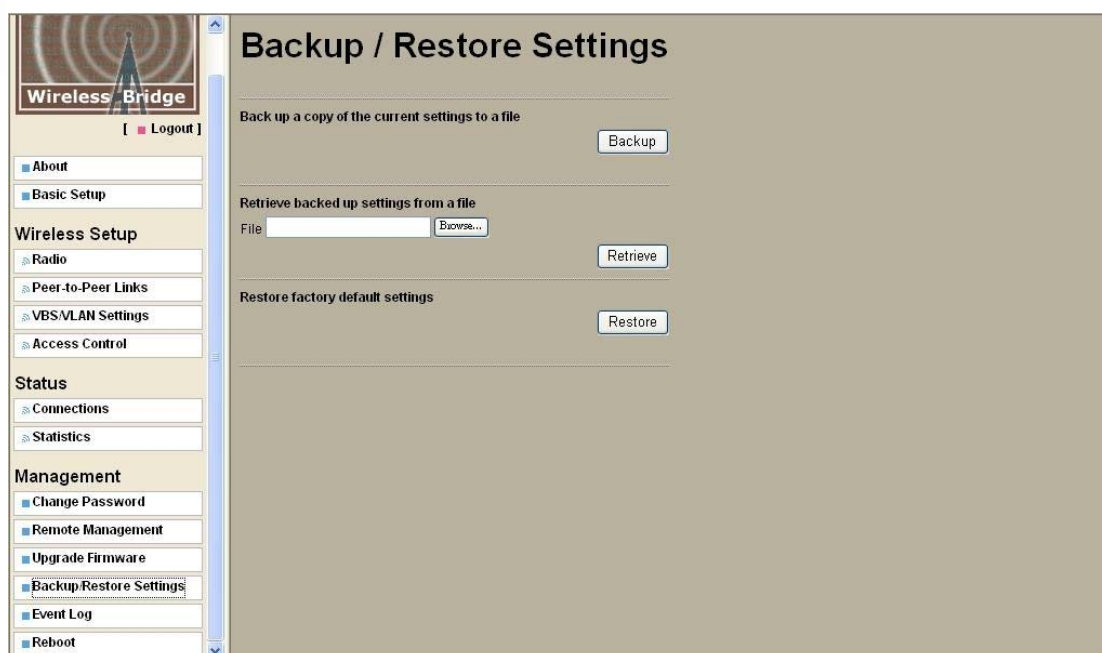 Wireless Bridge
[ Logout ]
About
Basic Setup
Wireless Setup
Radio
Peer-to-Peer Links
VBS/VLAN Settings
Access Control
Status
Connections
Statistics
Management
Change Password
Remote Management
Upgrade Firmware
Backup/Restore Settings
Event Log
Reboot
Backup / Restore Settings
Back up a copy of the current settings to a file
Backup
Retrieve backed up settings from a file
File Browse...
Retrieve
Restore factory default settings
Restore